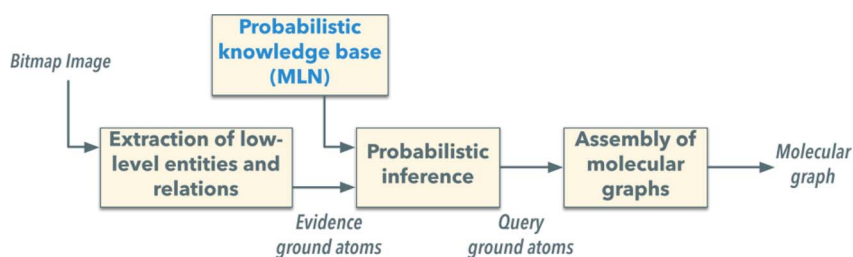 Bitmap Image
Probabilistic
knowledge base
(MLN)
Extraction of low-
level entities and
relations
Probabilistic
inference
Assembly of
molecular
graphs
Molecular
graph
Evidence
ground atoms
Query
ground atoms